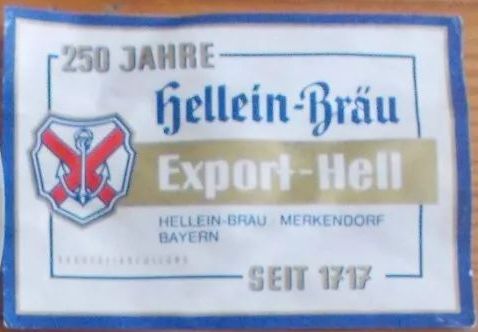 250 JAHRE
Hellein-Bräu
Export-Hell
HELLEIN-BRÄU MERKENDORF
BAYERN
SEIT 1717